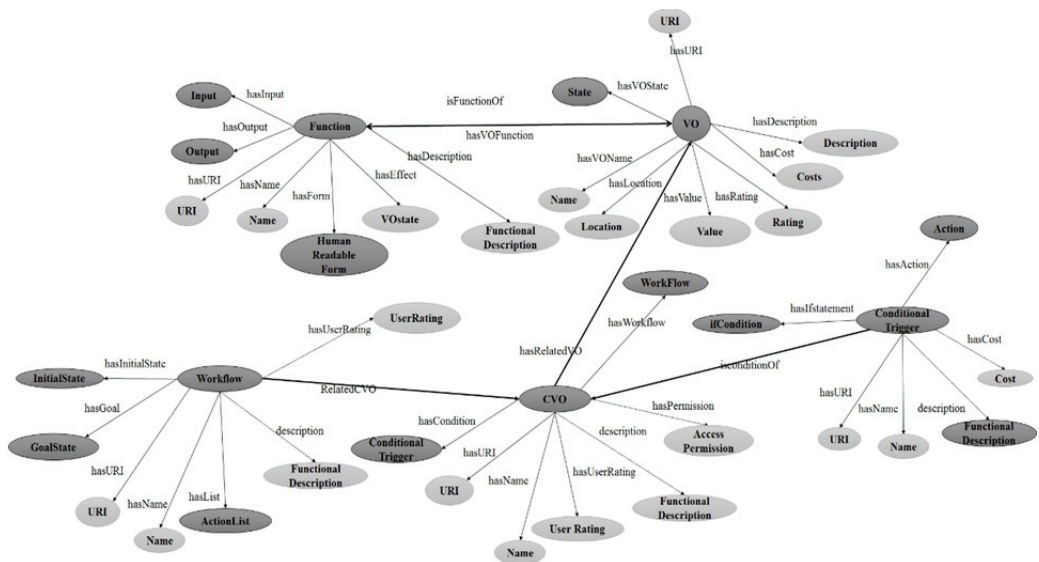 URI
hasURI
Input
hasInput
State
hasVOState
isFunctionOf
Function
VO
hasOutput
hasVOFunction
hasDescription
Output
hasDescription
Description
hasVOName
hasCost
hasURI
hasName
hasEffect
hasLocation
Costs
hasForm
hasValue
hasRating
URI
Name
VOstate
Name
Functional
Description
Location
Value
Rating
Human
Readable
Form
Action
WorkFlow
hasAction
UserRating
hasUserRating
hasWorkflow
ifCondition
hasIfstatement
Conditional
Trigger
hasInitialState
hasRelatedVO
hasCost
InitialState
Workflow
RelatedCVO
isconditionOf
Cost
hasGoal
CVO
hasURI
hasCondition
hasPermission
hasName
description
GoalState
description
Conditional
Trigger
description
Access
Permission
URI
Name
Functional
Description
hasURI
Functional
Description
hasURI
hasUserRating
hasName
hasList
URI
hasName
Functional
Description
URI
ActionList
User Rating
Name
Name